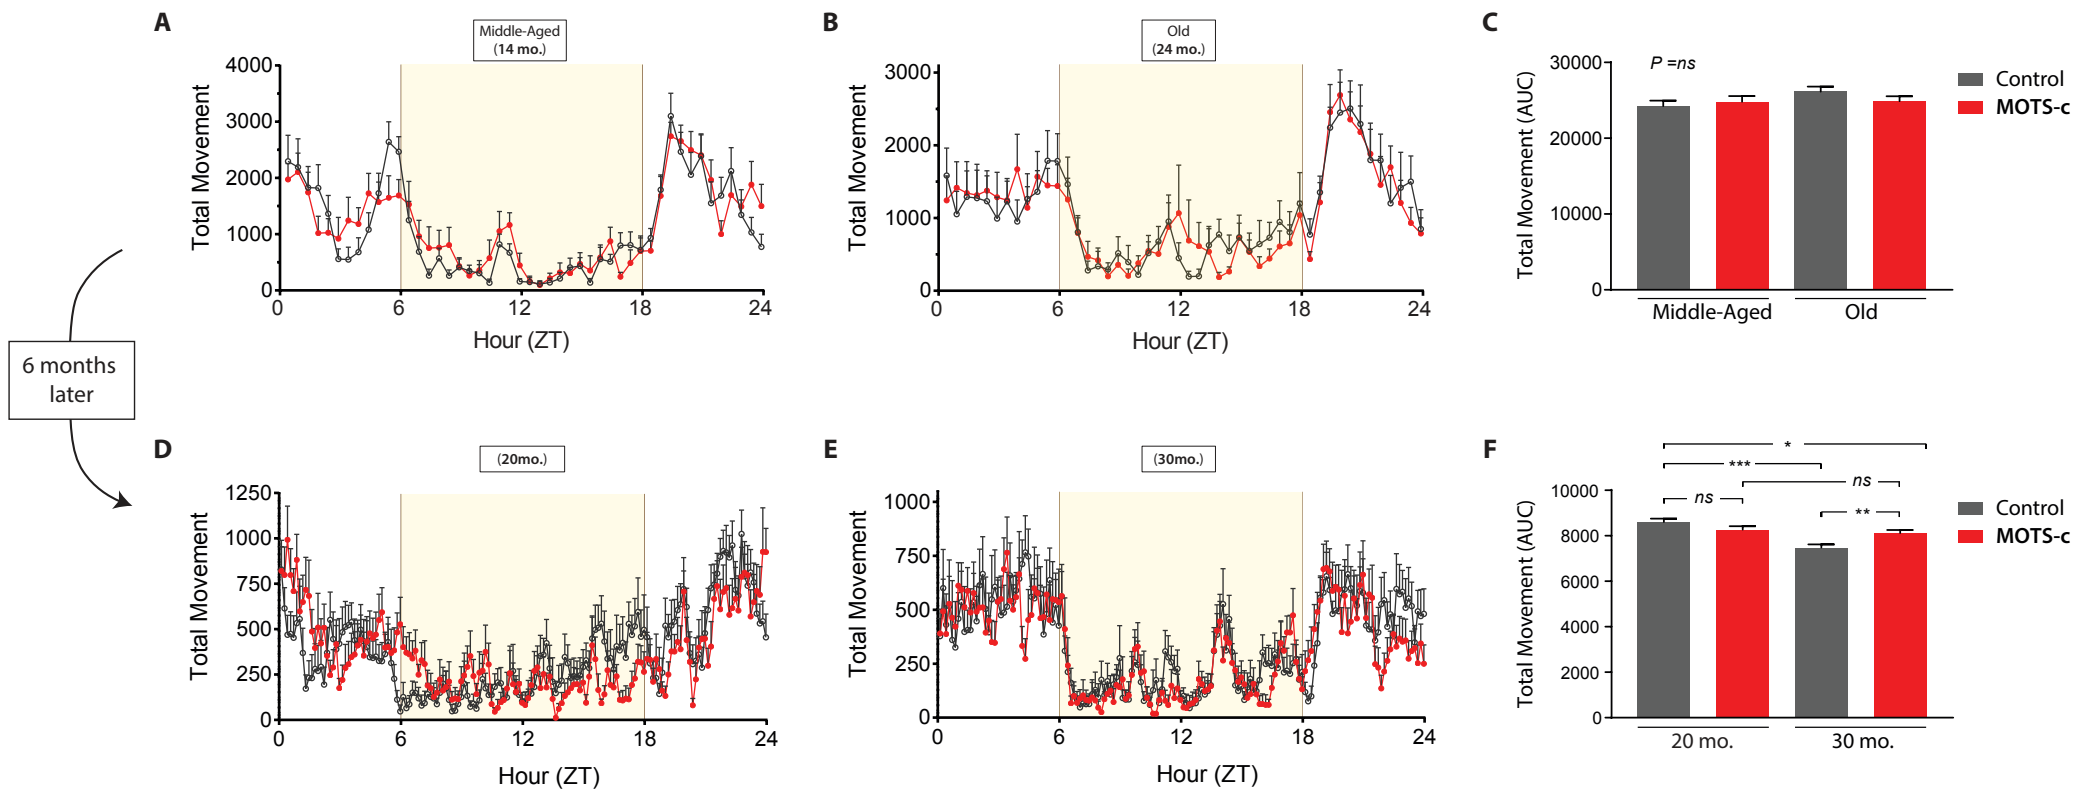 A
Middle-Aged
(14 mo.)
Total Movement
4000
3000
2000
1000
0
0
6
12
18
24
Hour (ZT)
B
Old
(24 mo.)
Total Movement
3000
2000
1000
0
0
6
12
18
24
Hour (ZT)
C
P =ns
Total Movement (AUC)
30000
20000
10000
0
Middle-Aged
Old
Control
MOTS-c
6 months
later
D
(20mo.)
Total Movement
1250
1000
750
500
250
0
0
6
12
18
24
Hour (ZT)
E
(30mo.)
Total Movement
1000
750
500
250
0
0
6
12
18
24
Hour (ZT)
F
*
***
ns
ns
**
Total Movement (AUC)
10000
8000
6000
4000
2000
0
20 mo.
30 mo.
Control
MOTS-c